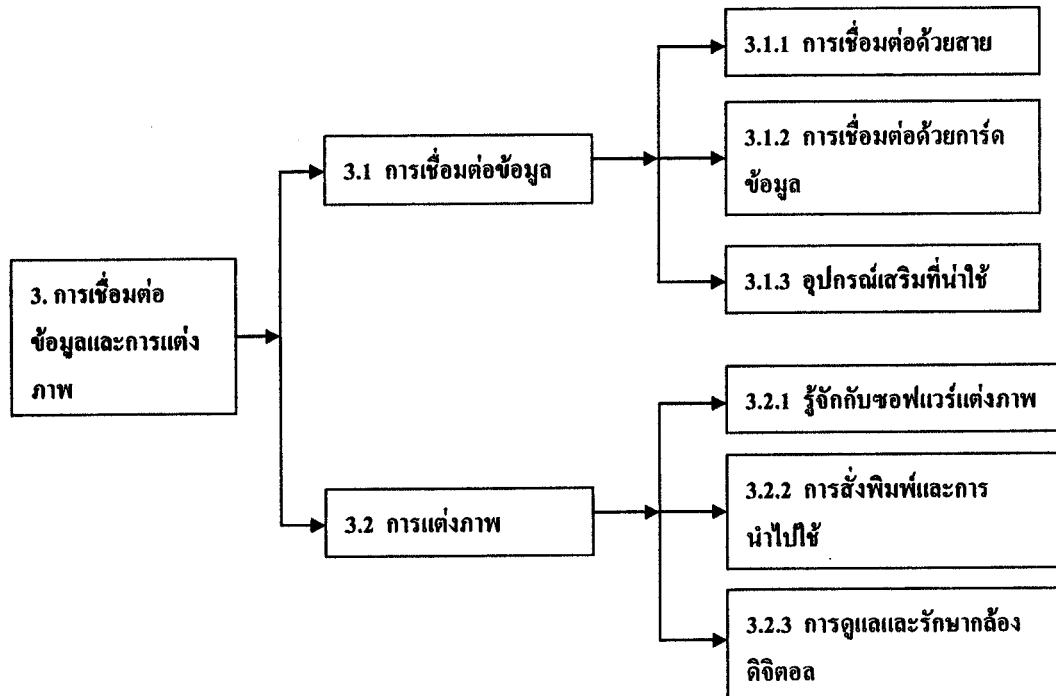 3. การเชื่อมต่อ
ข้อมูลและการแต่ง
ภาพ
3.1 การเชื่อมต่อข้อมูล
3.1.1 การเชื่อมต่อด้วยสาย
3.1.2 การเชื่อมต่อด้วยการ์ด
ข้อมูล
3.1.3 อุปกรณ์เสริมที่น่าใช้
3.2 การแต่งภาพ
3.2.1 รู้จักกับซอฟแวร์แต่งภาพ
3.2.2 การสั่งพิมพ์และการ
นำไปใช้
3.2.3 การดูแลและรักษากล้อง
ดิจิตอล